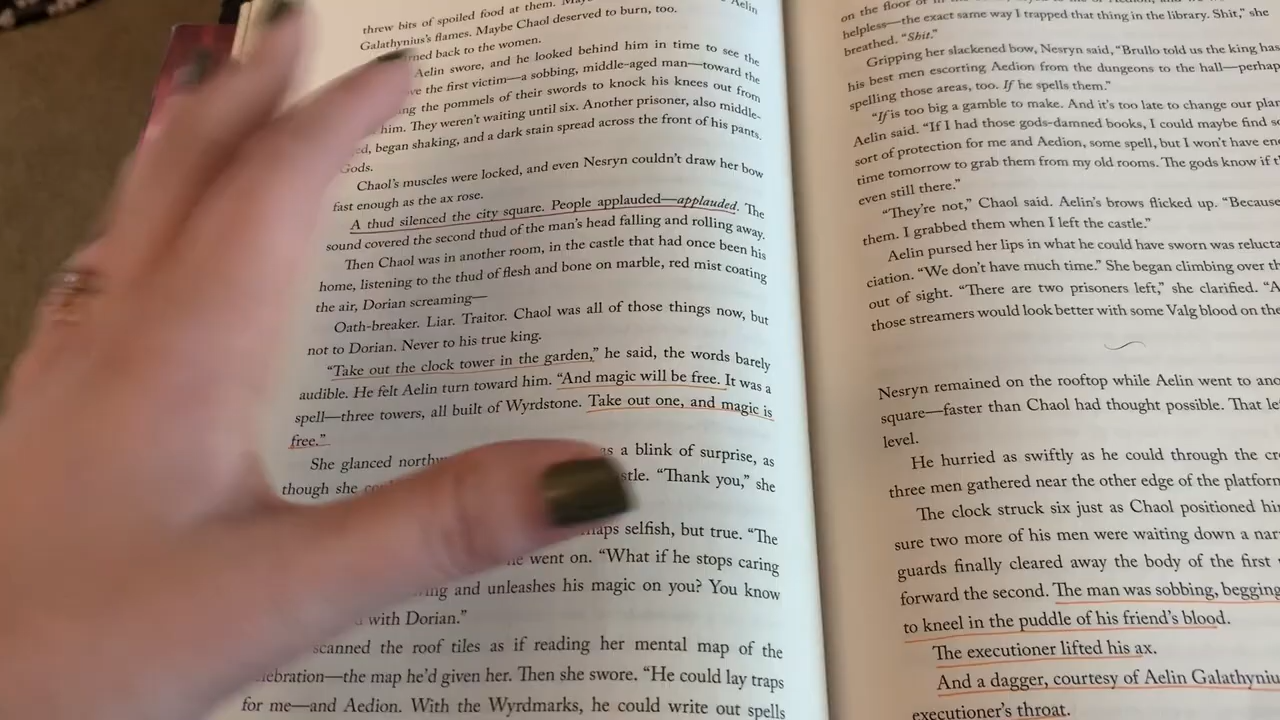 threw bits of spoiled food at them. Aelin
Galathynius's flames. Maybe Chaol deserved to burn, too.
back to the women.
Aelin swore, and he looked behind him in time to see the
the first victim—a sobbing, middle-aged man—toward the
the pommels of their swords to knock his knees out from
him. They weren't waiting until six. Another prisoner, also middle-
began shaking, and a dark stain spread across the front of his pants.
Gods.
Chaol's muscles were locked, and even Nesryn couldn't draw her bow
fast enough as the ax rose.
A thud silenced the city square. People applauded—applauded. The
sound covered the second thud of the man's head falling and rolling away.
Then Chaol was in another room, in the castle that had once been his
home, listening to the thud of flesh and bone on marble, red mist coating
the air, Dorian screaming—
Oath-breaker. Liar. Traitor. Chaol was all of those things now, but
not to Dorian. Never to his true king.
"Take out the clock tower in the garden," he said, the words barely
audible. He felt Aelin turn toward him. "And magic will be free. It was a
spell—three towers, all built of Wyrdstone. Take out one, and magic is
free."
She glanced a blink of surprise, as
though she "Thank you," she
selfish, but true. "The
went on. "What if he stops caring
and unleashes his magic on you? You know
with Dorian."
scanned the roof tiles as if reading her mental map of the
the map he'd given her. Then she swore. "He could lay traps
for me—and Aedion. With the Wyrdmarks, he could write out spells
on the floor
helpless—the exact same way I trapped that thing in the library. Shit," she
breathed. "Shit."
Gripping her slackened bow, Nesryn said, "Brullo told us the king has
his best men escorting Aedion from the dungeons to the hall—
spelling those areas, too. If he spells them."
"If is too big a gamble to make. And it's too late to change our
Aelin said. "If I had those gods-damned books, I could maybe find
sort of protection for me and Aedion, some spell, but I won't have
time tomorrow to grab them from my old rooms. The gods know if
even still there."
"They're not," Chaol said. Aelin's brows flicked up. "Because
them. I grabbed them when I left the castle."
Aelin pursed her lips in what he could have sworn was
"We don't have much time." She began climbing over
out of sight. "There are two prisoners left," she clarified.
those streamers would look better with some Valg blood on
Nesryn remained on the rooftop while Aelin went to
square—faster than Chaol had thought possible. That
level.
He hurried as swiftly as he could through the
three men gathered near the other edge of the
The clock struck six just as Chaol positioned
sure two more of his men were waiting down a
guards finally cleared away the body of the first
forward the second. The man was sobbing, begging
to kneel in the puddle of his friend's blood.
The executioner lifted his ax.
And a dagger, courtesy of Aelin
executioner's throat.